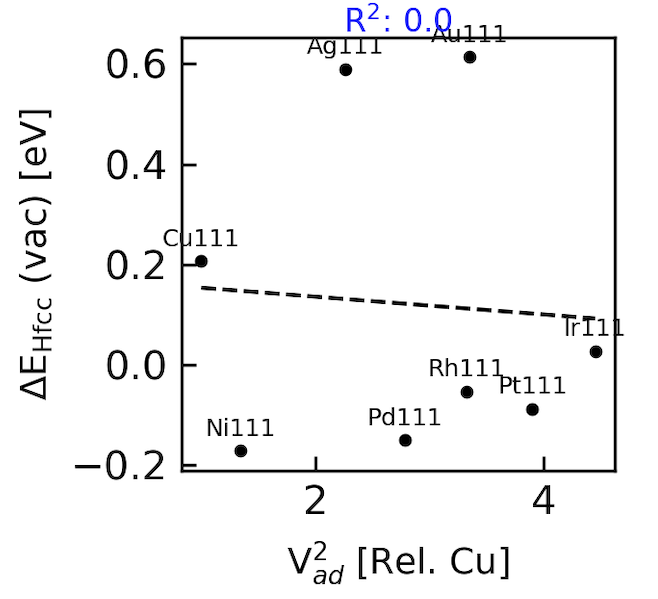 R²: 0.0
Ag111
Au111
Cu111
Ir111
Rh111
Pt111
Pd111
Ni111
0.6
0.4
0.2
0.0
−0.2
2
4
ΔE_Hfcc (vac) [eV]
V²_ad [Rel. Cu]